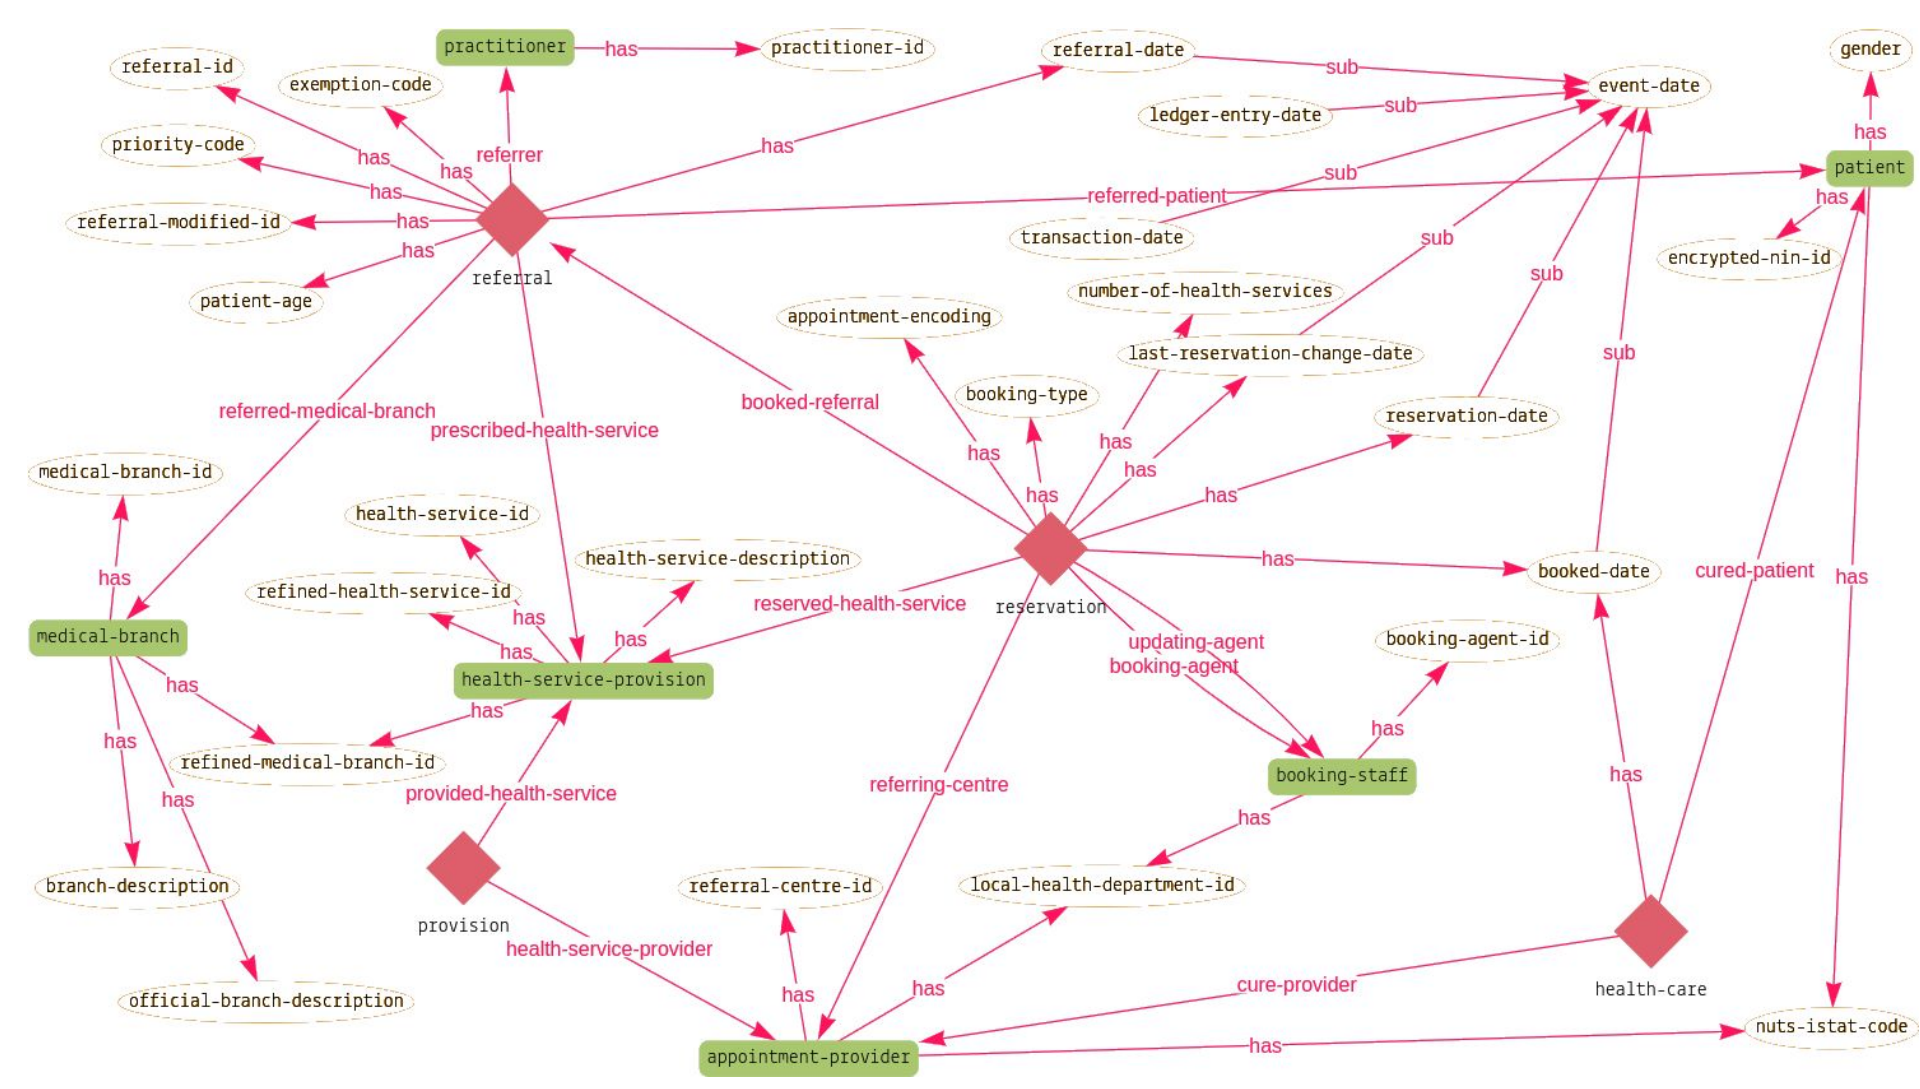 practitioner
has
practitioner-id
referral-date
gender
referral-id
exemption-code
sub
event-date
ledger-entry-date
sub
has
priority-code
has
referrer
has
has
patient
has
sub
has
referred-patient
has
referral-modified-id
has
transaction-date
sub
encrypted-nin-id
has
referral
sub
patient-age
number-of-health-services
appointment-encoding
last-reservation-change-date
sub
booking-type
booked-referral
referred-medical-branch
reservation-date
prescribed-health-service
has
has
medical-branch-id
has
has
has
health-service-id
health-service-description
has
booked-date
cured-patient
has
has
refined-health-service-id
reserved-health-service
reservation
has
medical-branch
has
updating-agent
booking-agent-id
has
booking-agent
health-service-provision
has
has
has
has
refined-medical-branch-id
booking-staff
has
provided-health-service
referring-centre
has
has
branch-description
referral-centre-id
local-health-department-id
provision
health-service-provider
cure-provider
has
has
health-care
official-branch-description
nuts-istat-code
has
appointment-provider